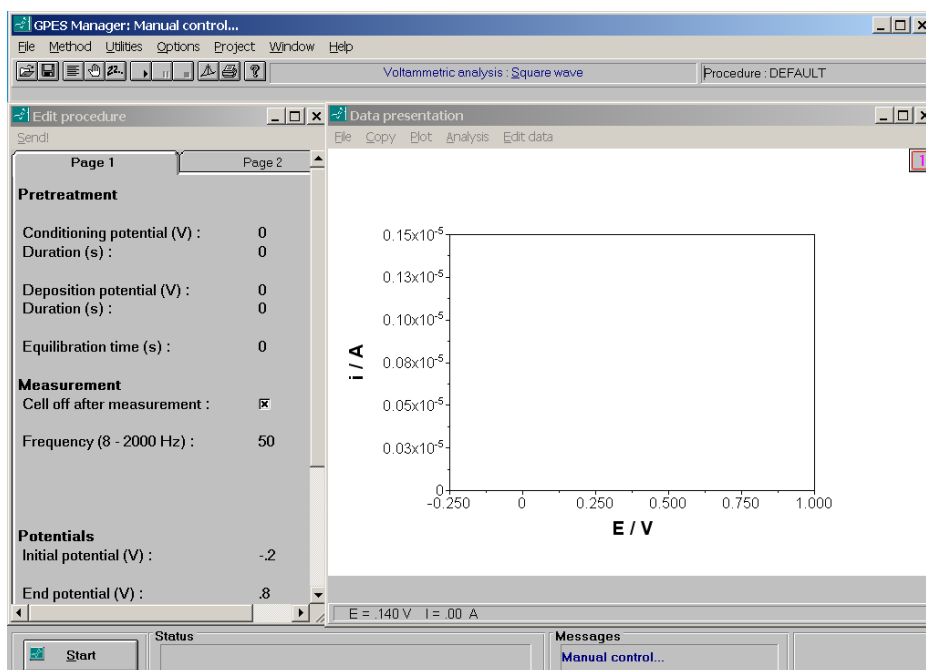 GPES Manager: Manual control...
File Method Utilities Options Project Window Help
Voltammetric analysis : Square wave
Procedure : DEFAULT
Edit procedure
Send!
Page 1 Page 2
Pretreatment
Conditioning potential (V) : 0
Duration (s) : 0
Deposition potential (V) : 0
Duration (s) : 0
Equilibration time (s) : 0
Measurement
Cell off after measurement :
Frequency (8 - 2000 Hz) : 50
Potentials
Initial potential (V) : -.2
End potential (V) : .8
Data presentation
File Copy Plot Analysis Edit data
1
0.15x10-5
0.13x10-5
0.10x10-5
0.08x10-5
0.05x10-5
0.03x10-5
0
i / A
-0.250 0 0.250 0.500 0.750 1.000
E / V
E = .140 V I = .00 A
Start
Status
Messages
Manual control...